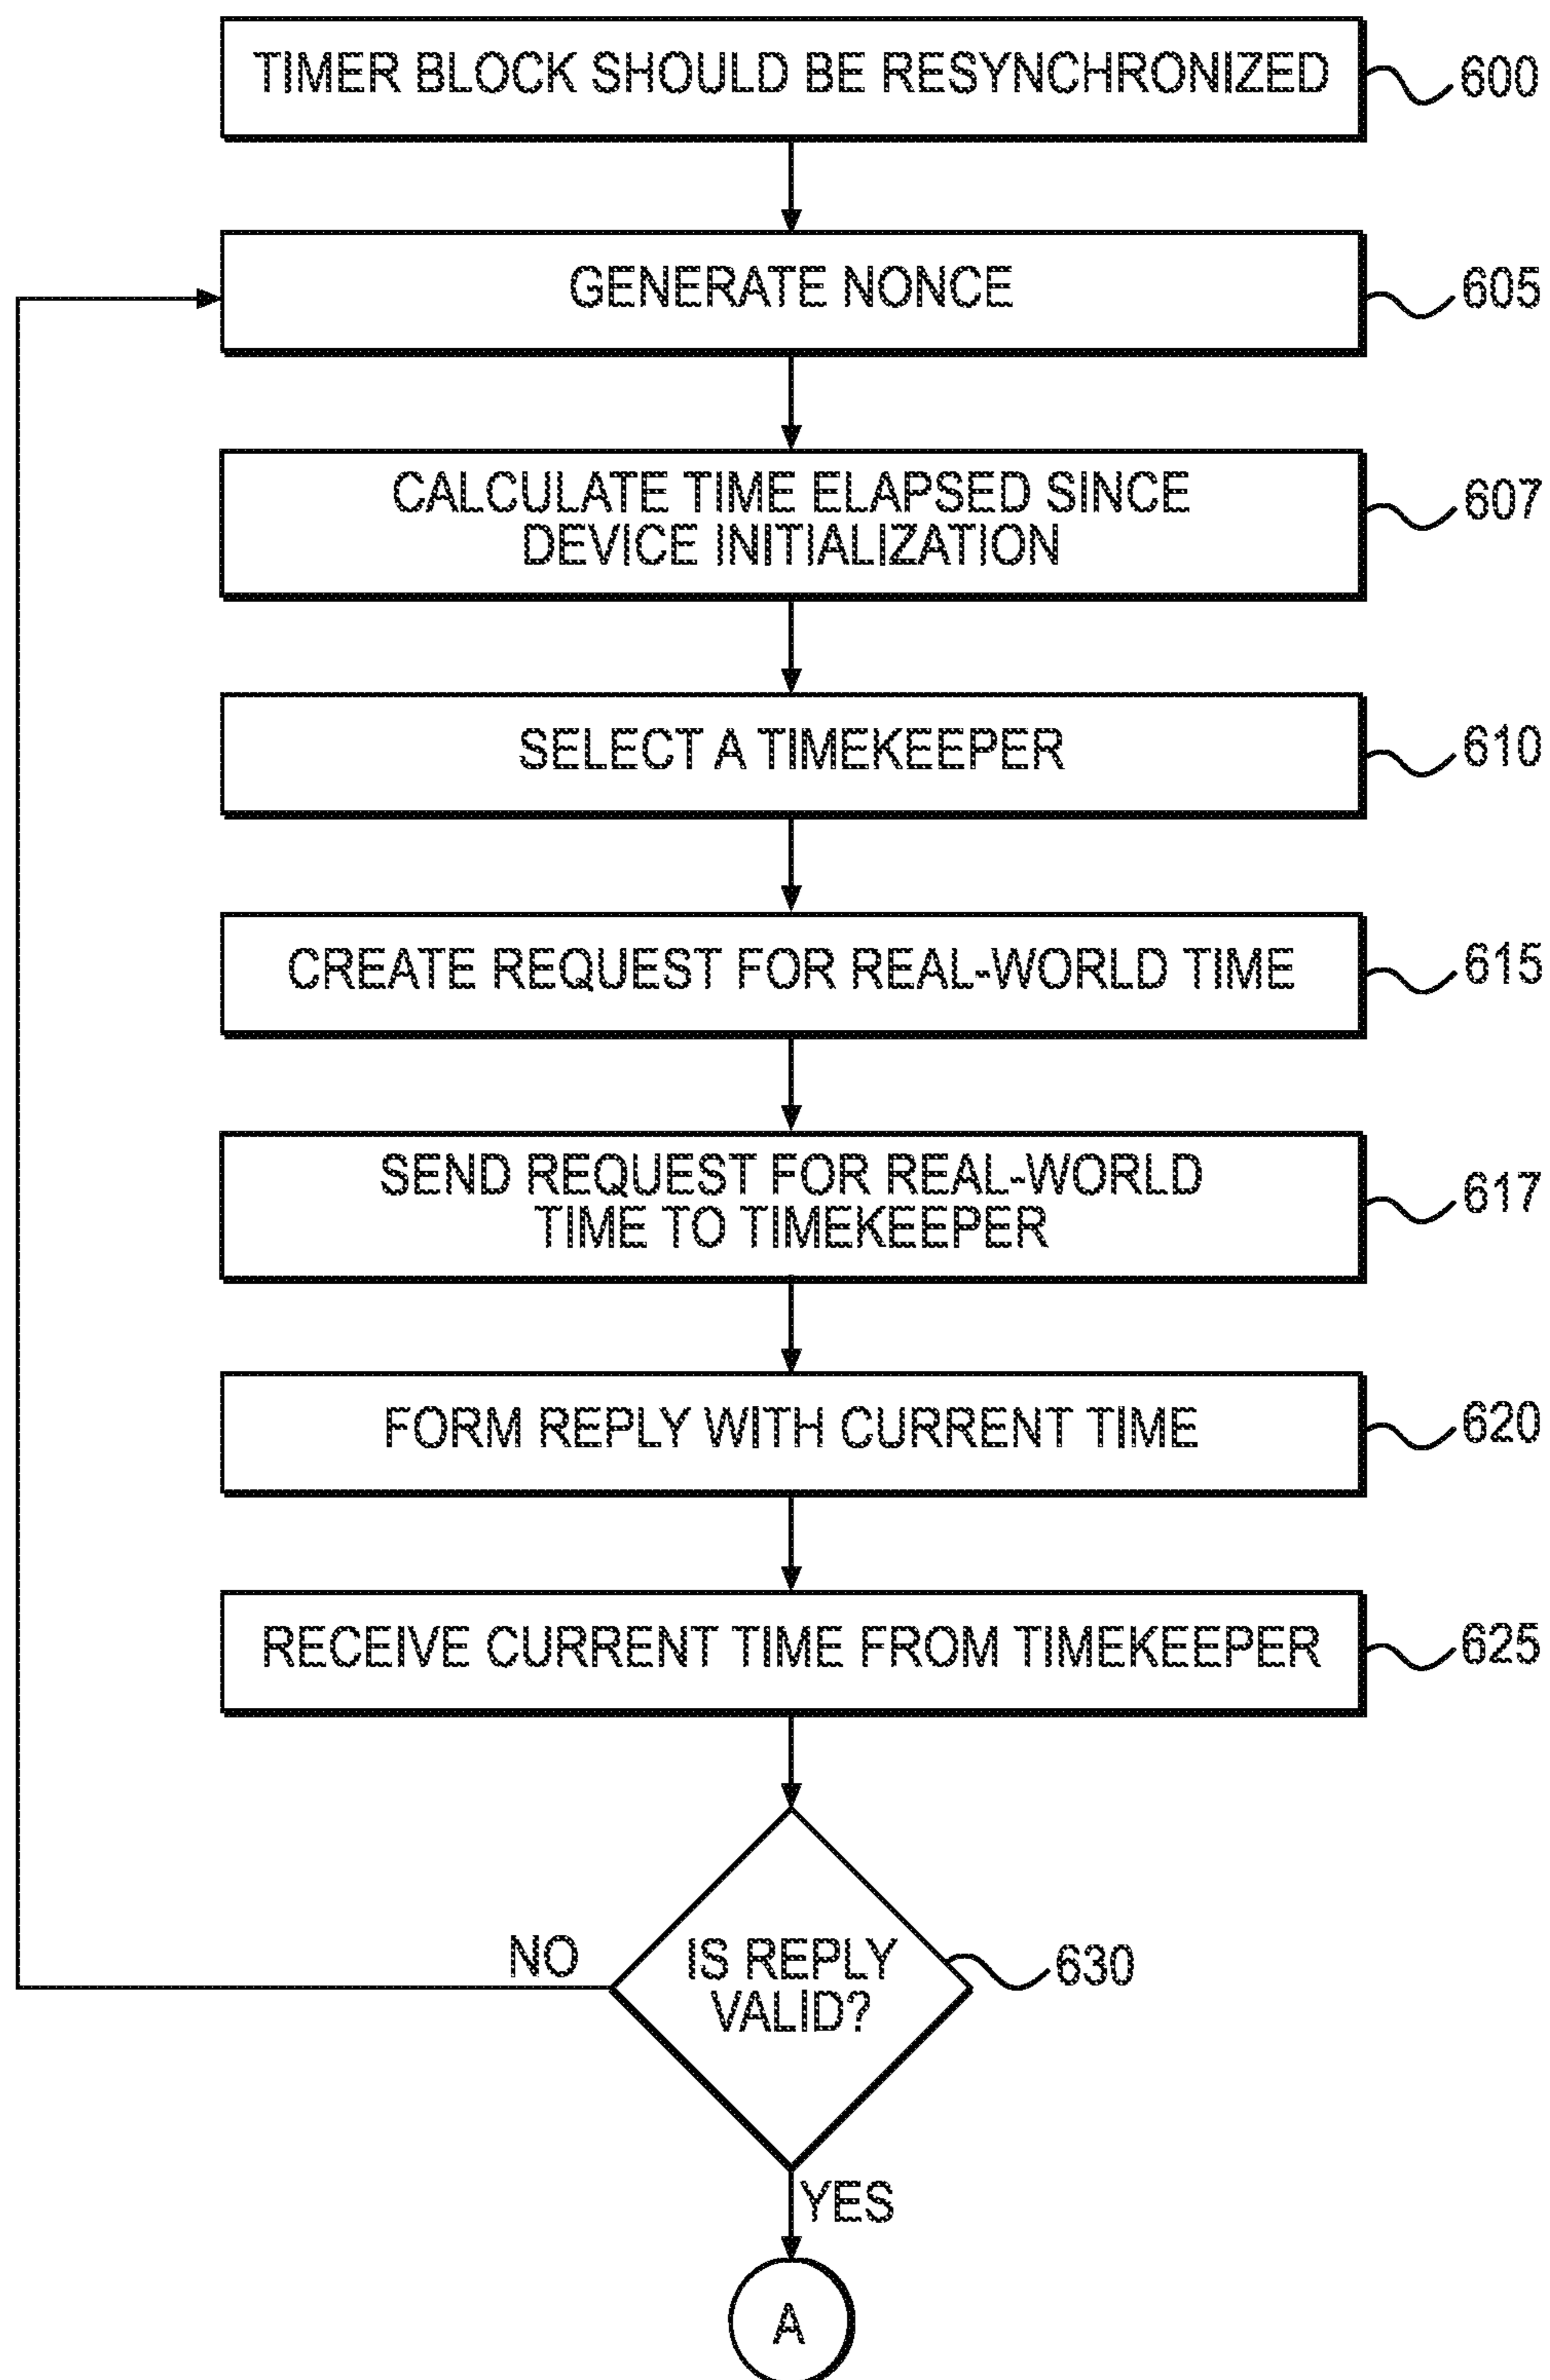 TIMER BLOCK SHOULD BE RESYNCHRONIZED
600
GENERATE NONCE
605
CALCULATE TIME ELAPSED SINCE
DEVICE INITIALIZATION
607
SELECT A TIMEKEEPER
610
CREATE REQUEST FOR REAL-WORLD TIME
615
SEND REQUEST FOR REAL-WORLD
TIME TO TIMEKEEPER
617
FORM REPLY WITH CURRENT TIME
620
RECEIVE CURRENT TIME FROM TIMEKEEPER
625
NO
IS REPLY
VALID?
630
YES
A